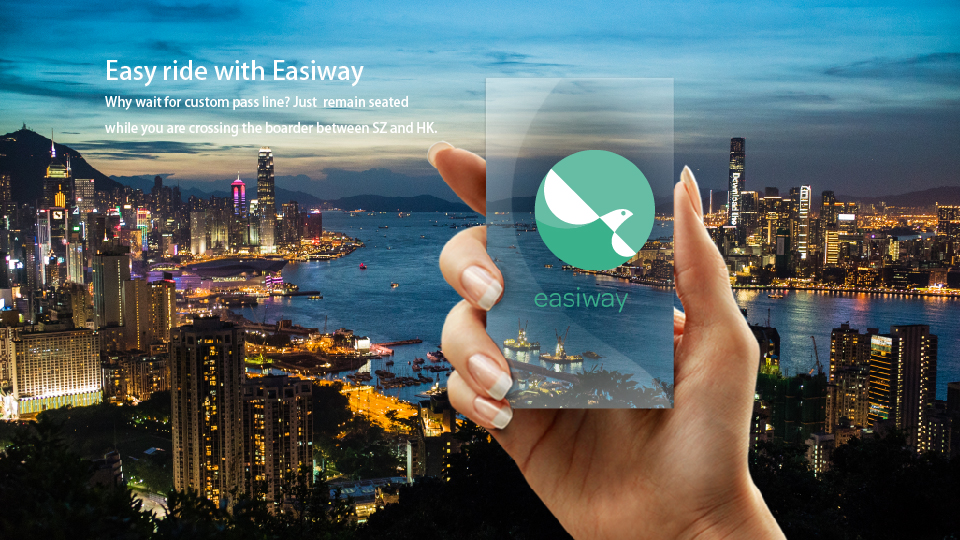 Easy ride with Easiway
Why wait for custom pass line? Just  remain seated
while you are crossing the boarder between SZ and HK.
easiway